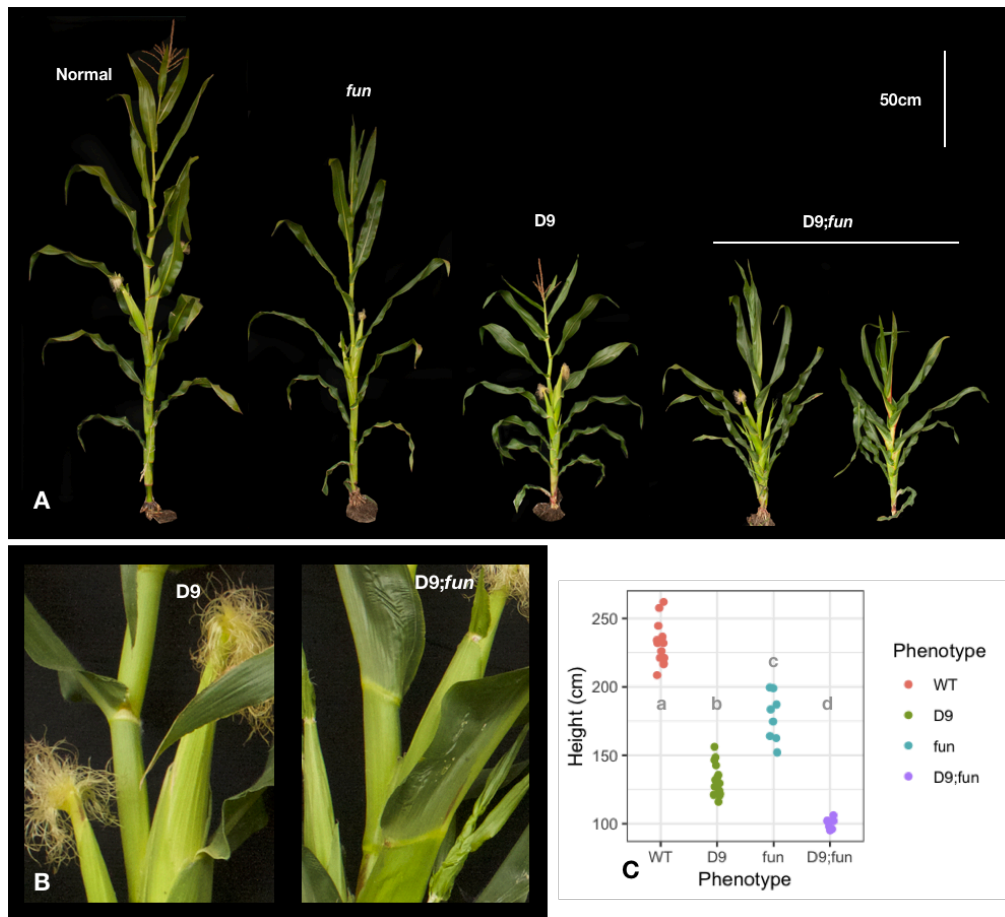 Normal
fun
50cm
D9
D9;fun
A
D9
D9;fun
B
Height (cm)
250
200
150
100
a
b
c
d
WT
D9
fun
D9;fun
Phenotype
C
Phenotype
WT
D9
fun
D9;fun